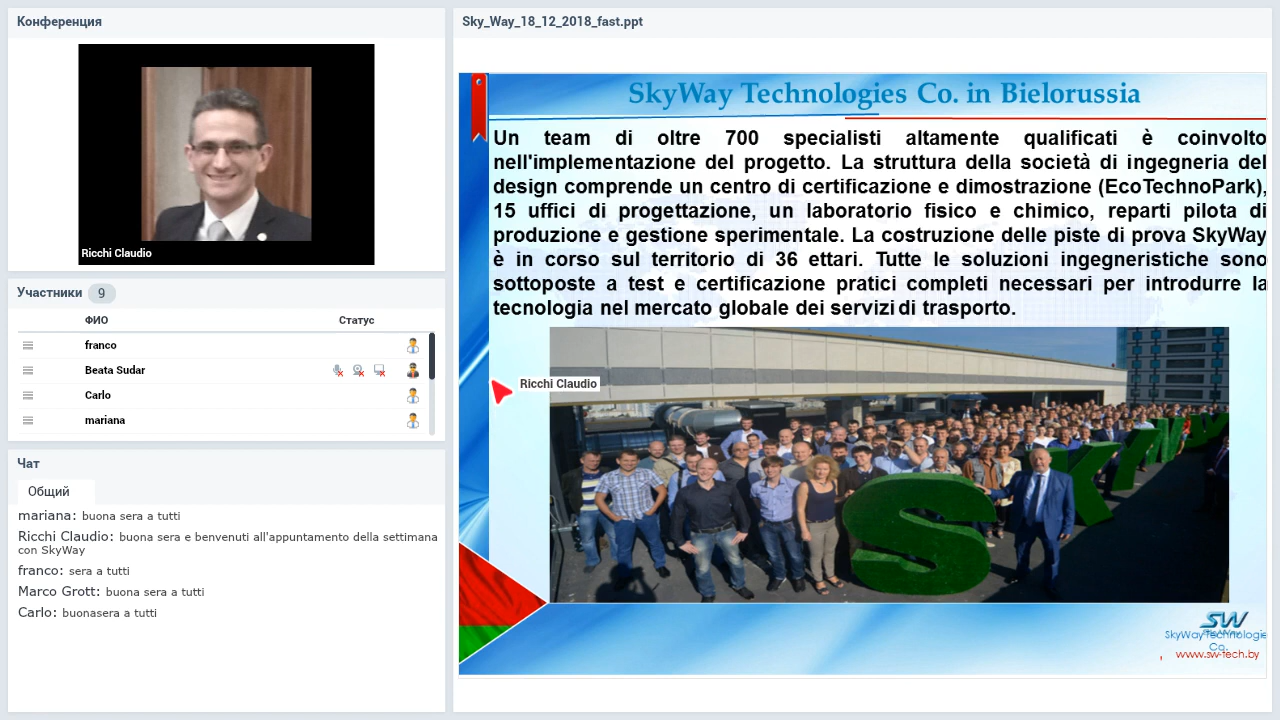 Конференция
Ricchi Claudio
Участники 9
ФИО Статус
franco
Beata Sudar
Carlo
mariana
Чат
Общий
mariana: buona sera a tutti
Ricchi Claudio: buona sera e benvenuti all'appuntamento della settimana
con SkyWay
franco: sera a tutti
Marco Grott: buona sera a tutti
Carlo: buonasera a tutti
Sky_Way_18_12_2018_fast.ppt
SkyWay Technologies Co. in Bielorussia
Un team di oltre 700 specialisti altamente qualificati è coinvolto
nell'implementazione del progetto. La struttura della società di ingegneria del
design comprende un centro di certificazione e dimostrazione (EcoTechnoPark),
15 uffici di progettazione, un laboratorio fisico e chimico, reparti pilota di
produzione e gestione sperimentale. La costruzione delle piste di prova SkyWay
è in corso sul territorio di 36 ettari. Tutte le soluzioni ingegneristiche sono
sottoposte a test e certificazione pratici completi necessari per introdurre la
tecnologia nel mercato globale dei servizi di trasporto.
Ricchi Claudio
S K Y W A Y
SW
SkyWay Technologie
Co.
www.sw-tech.by